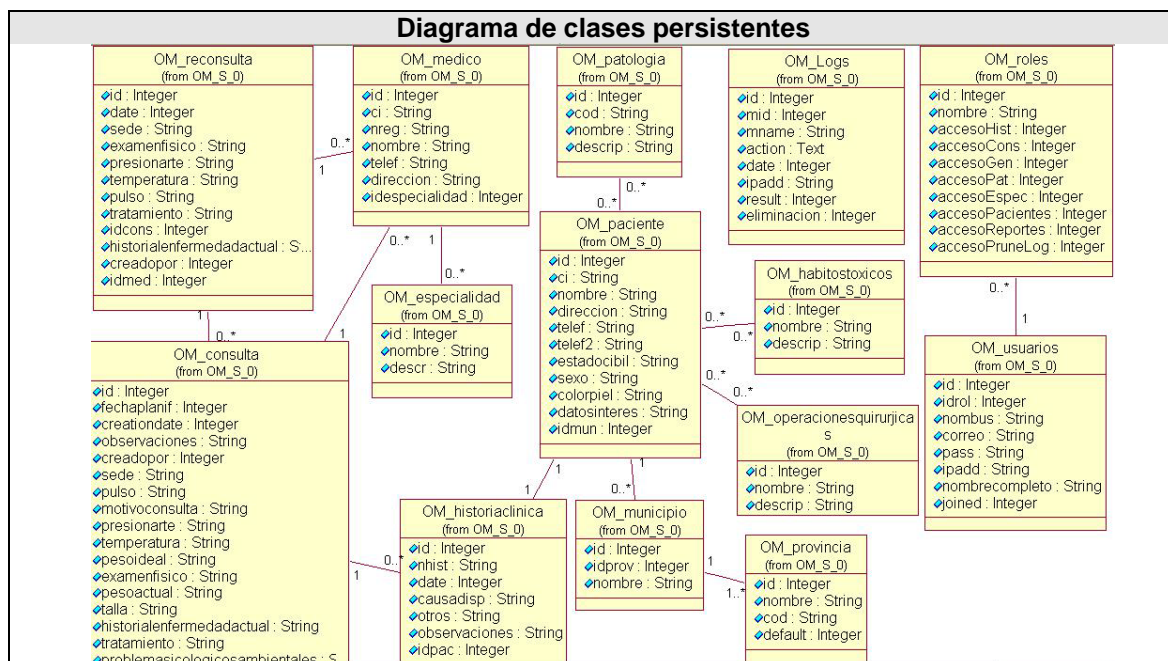 Diagrama de clases persistentes
OM_reconsulta
(from OM_S_0)
id : Integer
date : Integer
sede : String
examenfisico : String
presionarte : String
temperatura : String
pulso : String
tratamiento : String
idcons : Integer
historialenfermedadactual : S...
creadopor : Integer
idmed : Integer
OM_medico
(from OM_S_0)
id : Integer
ci : String
nreg : String
nombre : String
telef : String
direccion : String
idespecialidad : Integer
OM_patologia
(from OM_S_0)
id : Integer
cod : String
nombre : String
descrip : String
OM_Logs
(from OM_S_0)
id : Integer
mid : Integer
mname : String
action : Text
date : Integer
ipadd : String
result : Integer
eliminacion : Integer
OM_roles
(from OM_S_0)
id : Integer
nombre : String
accesoHist : Integer
accesoCons : Integer
accesoGen : Integer
accesoPat : Integer
accesoEspec : Integer
accesoPacientes : Integer
accesoReportes : Integer
accesoPruneLog : Integer
0..*
1
0..*
0..*
0..*
1
0..*
1
OM_especialidad
(from OM_S_0)
id : Integer
nombre : String
descr : String
OM_paciente
(from OM_S_0)
id : Integer
ci : String
nombre : String
direccion : String
telef : String
telef2 : String
estadocibil : String
sexo : String
colorpiel : String
datosinteres : String
idmun : Integer
0..*
0..*
OM_habitostoxicos
(from OM_S_0)
id : Integer
nombre : String
descrip : String
0..*
1
OM_usuarios
(from OM_S_0)
id : Integer
idrol : Integer
nombus : String
correo : String
pass : String
ipadd : String
nombrecompleto : String
joined : Integer
0..*
0..*
OM_operacionesquirurjica
s
(from OM_S_0)
id : Integer
nombre : String
descrip : String
1
0..*
OM_consulta
(from OM_S_0)
id : Integer
fechaplanif : Integer
creationdate : Integer
observaciones : String
creadopor : Integer
sede : String
pulso : String
motivoconsulta : String
presionarte : String
temperatura : String
pesoideal : String
examenfisico : String
pesoactual : String
talla : String
historialenfermedadactual : String
tratamiento : String
problemasicologicosambientales : S
0..*
1
1
1
OM_historiaclinica
(from OM_S_0)
id : Integer
nhist : String
date : Integer
causadisp : String
otros : String
observaciones : String
idpac : Integer
1
0..*
OM_municipio
(from OM_S_0)
id : Integer
idprov : Integer
nombre : String
1
1..*
OM_provincia
(from OM_S_0)
id : Integer
nombre : String
cod : String
default : Integer